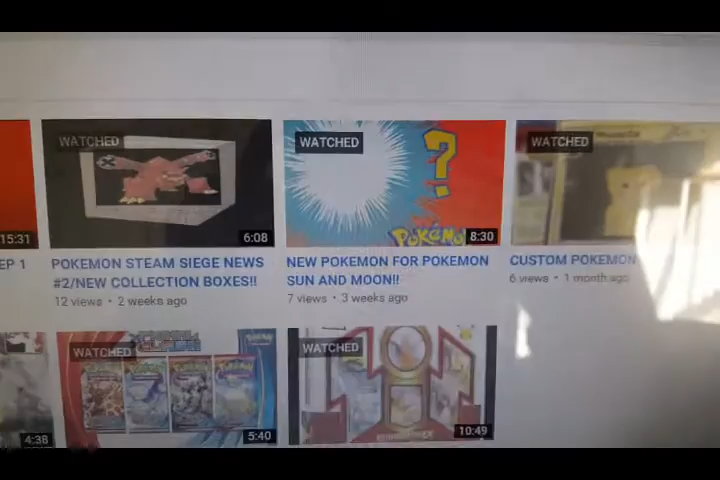 WATCHED
WATCHED
WATCHED
?
POKÉMO
15:31
6:08
8:30
EP 1
POKEMON STEAM SIEGE NEWS
#2/NEW COLLECTION BOXES!!
12 views • 2 weeks ago
NEW POKEMON FOR POKEMON
SUN AND MOON!!
7 views • 3 weeks ago
CUSTOM POKEMON
6 views • 1 month ago
WATCHED
WATCHED
4:38
5:40
10:49